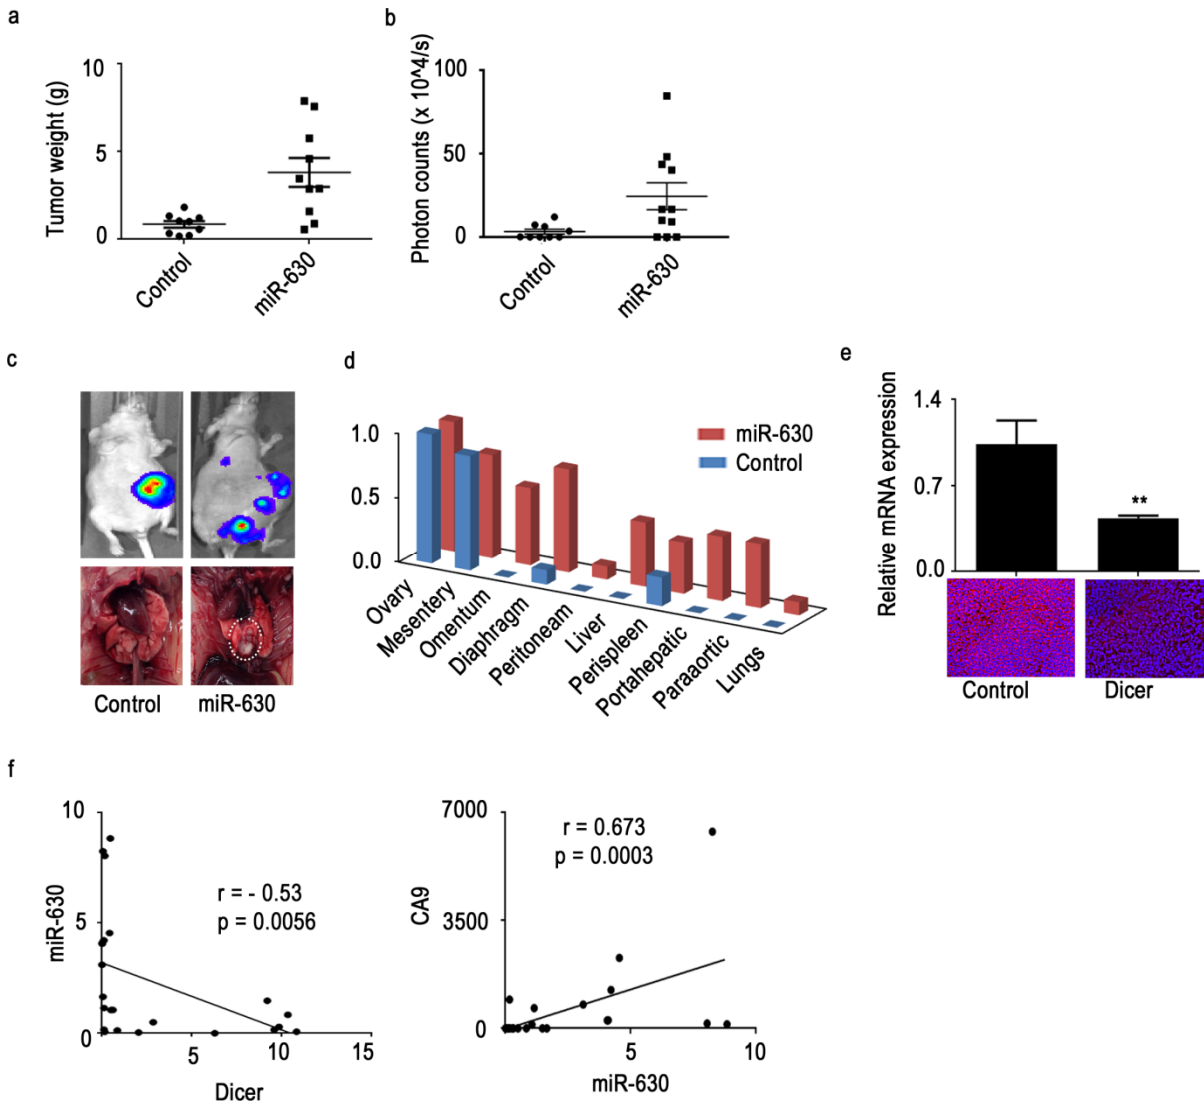 a
10
5
0
Tumor weight (g)
Control
miR-630
b
100
50
0
Photon counts (x 10^4/s)
Control
miR-630
c
Control
miR-630
d
1.0
0.5
0.0
miR-630
Control
Ovary
Mesentery
Omentum
Diaphragm
Peritoneam
Liver
Perispleen
Portahepatic
Paraaortic
Lungs
e
Relative mRNA expression
1.4
0.7
0.0
**
Control
Dicer
f
10
5
0
miR-630
r = - 0.53
p = 0.0056
5
10
15
Dicer
7000
3500
0
CA9
r = 0.673
p = 0.0003
5
10
miR-630